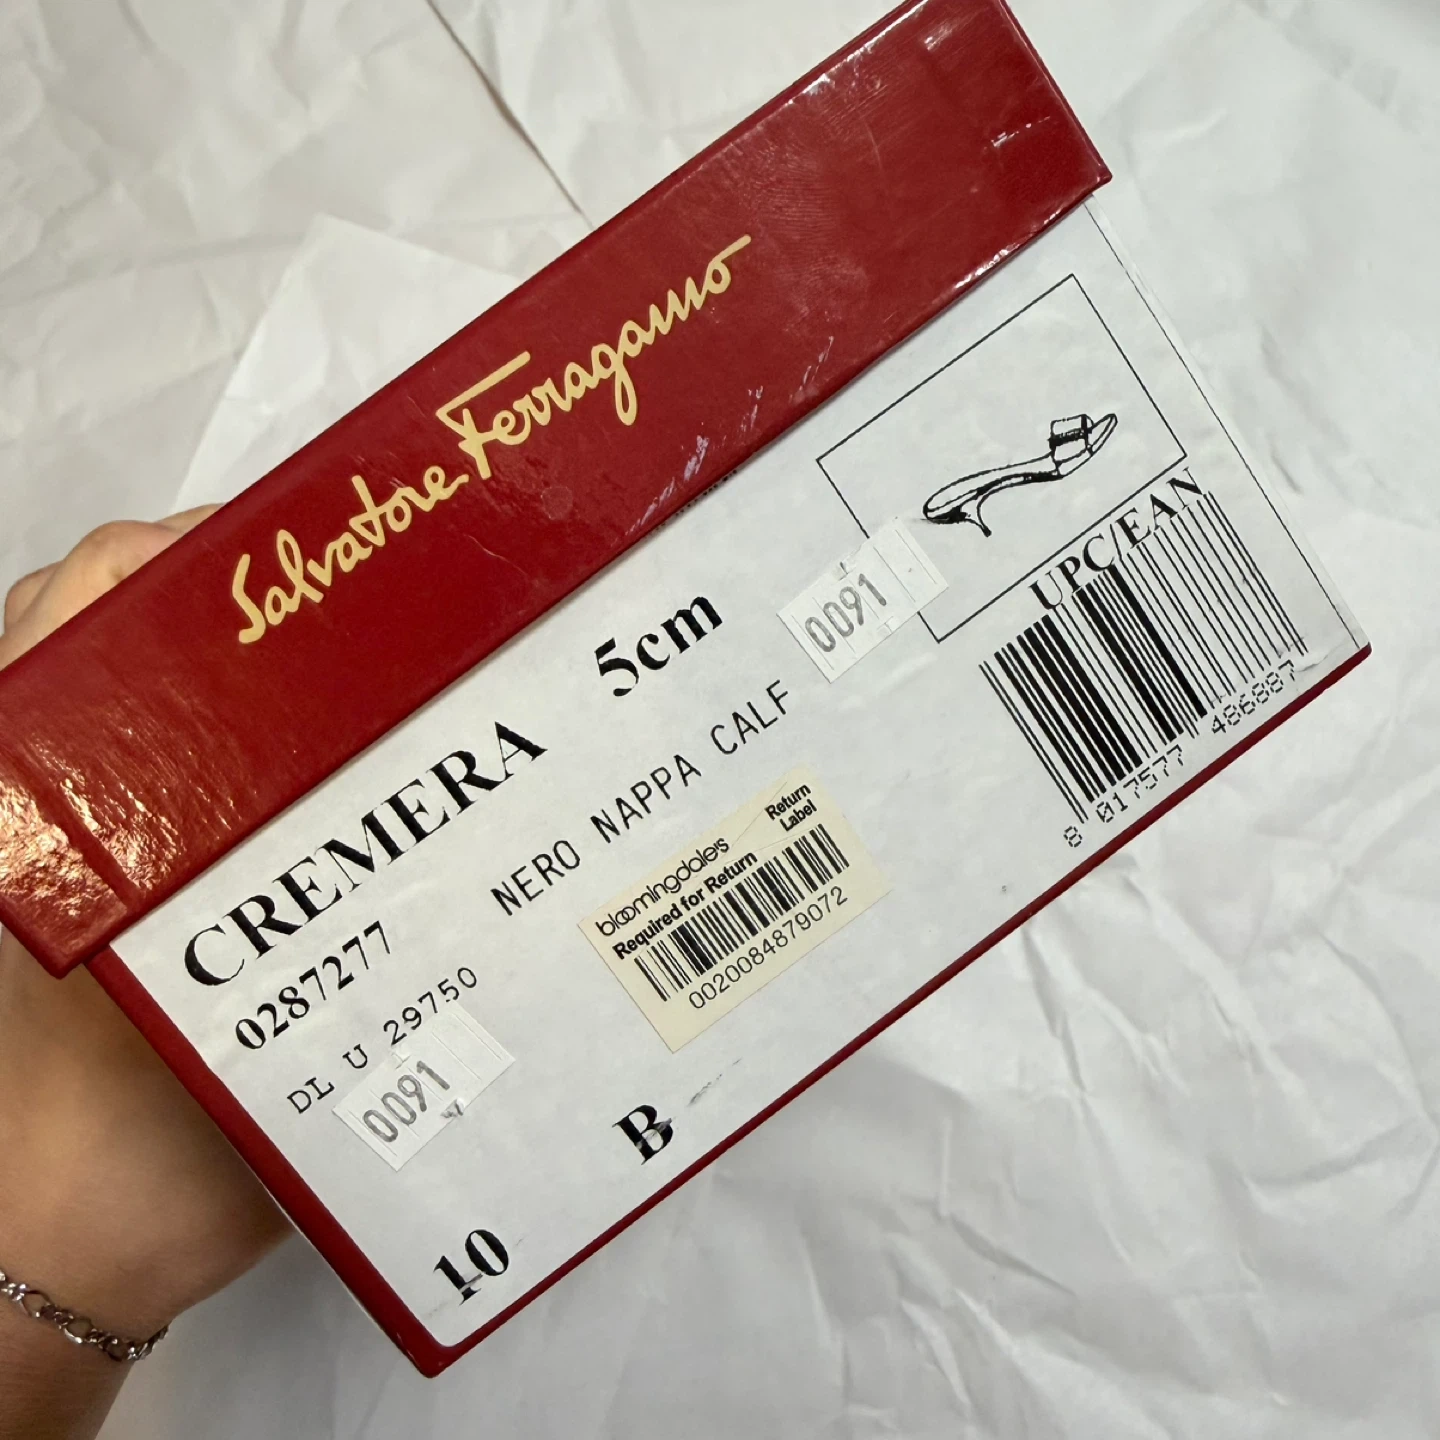 Salvatore Ferragamo
CREMERA 5cm
0287277 NERO NAPPA CALF
DL U 29750
0091
0091
UPC/EAN
8 017577 486887
bloomingdale's
Required for Return
Return
Label
0020084879072
10 B